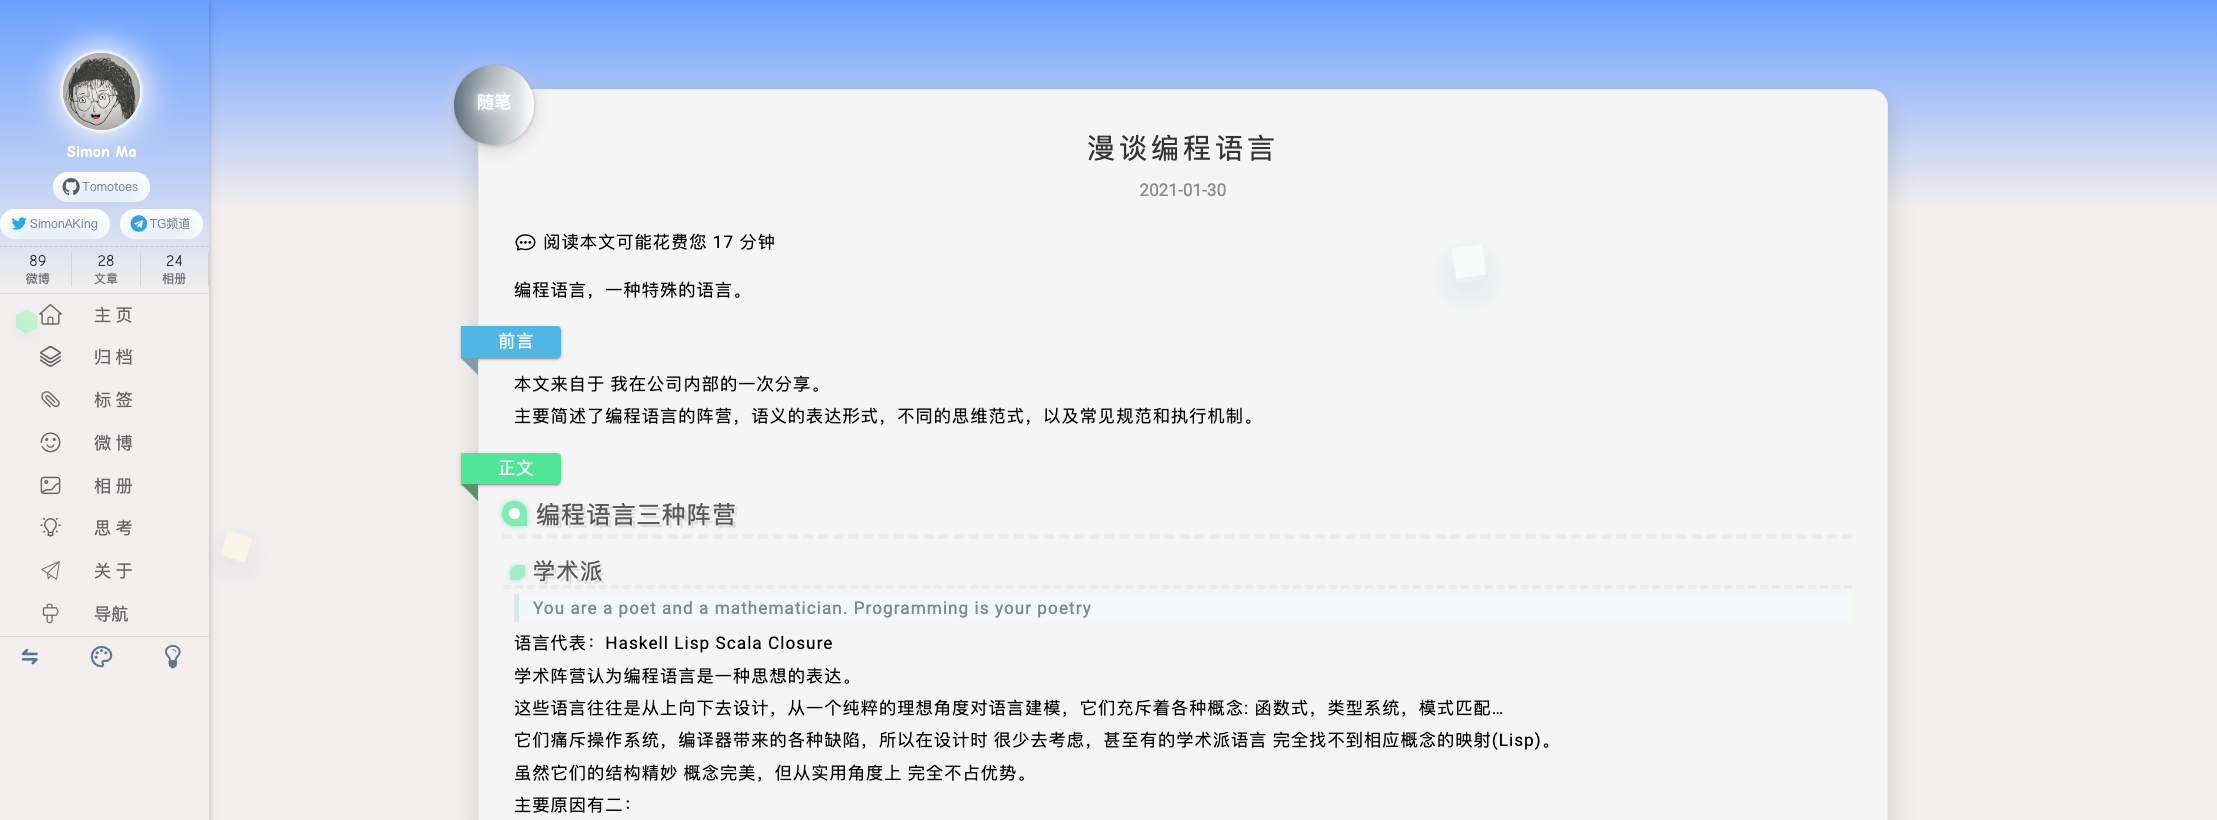 Simon Ma
Tomotoes
SimonAKing
TG频道
89
微博
28
文章
24
相册
主 页
归 档
标 签
微 博
相 册
思 考
关 于
导航
随笔
漫谈编程语言
2021-01-30
阅读本文可能花费您 17 分钟
编程语言，一种特殊的语言。
前言
本文来自于 我在公司内部的一次分享。
主要简述了编程语言的阵营，语义的表达形式，不同的思维范式，以及常见规范和执行机制。
正文
编程语言三种阵营
学术派
You are a poet and a mathematician. Programming is your poetry
语言代表：Haskell Lisp Scala Closure
学术阵营认为编程语言是一种思想的表达。
这些语言往往是从上向下去设计，从一个纯粹的理想角度对语言建模，它们充斥着各种概念: 函数式，类型系统，模式匹配…
它们痛斥操作系统，编译器带来的各种缺陷，所以在设计时 很少去考虑，甚至有的学术派语言 完全找不到相应概念的映射(Lisp)。
虽然它们的结构精妙 概念完美，但从实用角度上 完全不占优势。
主要原因有二：